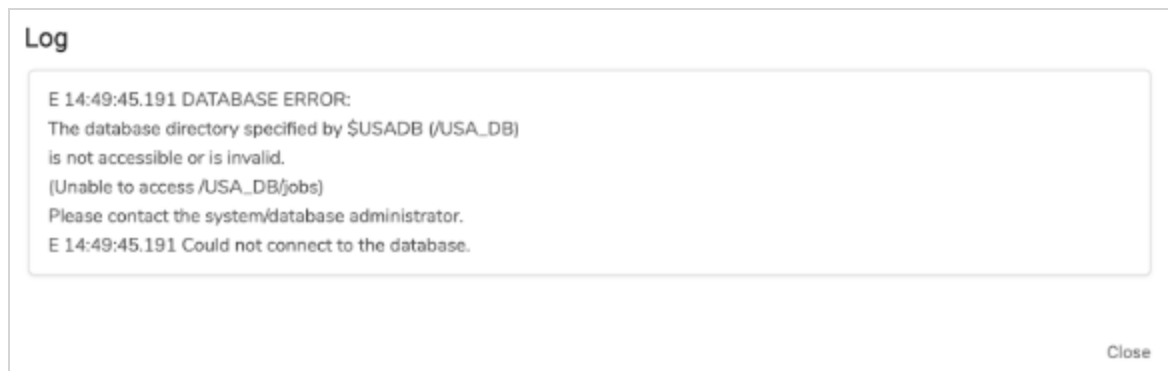 Log
E 14:49:45.191 DATABASE ERROR:
The database directory specified by $USADB (/USA_DB)
is not accessible or is invalid.
(Unable to access /USA_DB/jobs)
Please contact the system/database administrator.
E 14:49:45.191 Could not connect to the database.
Close